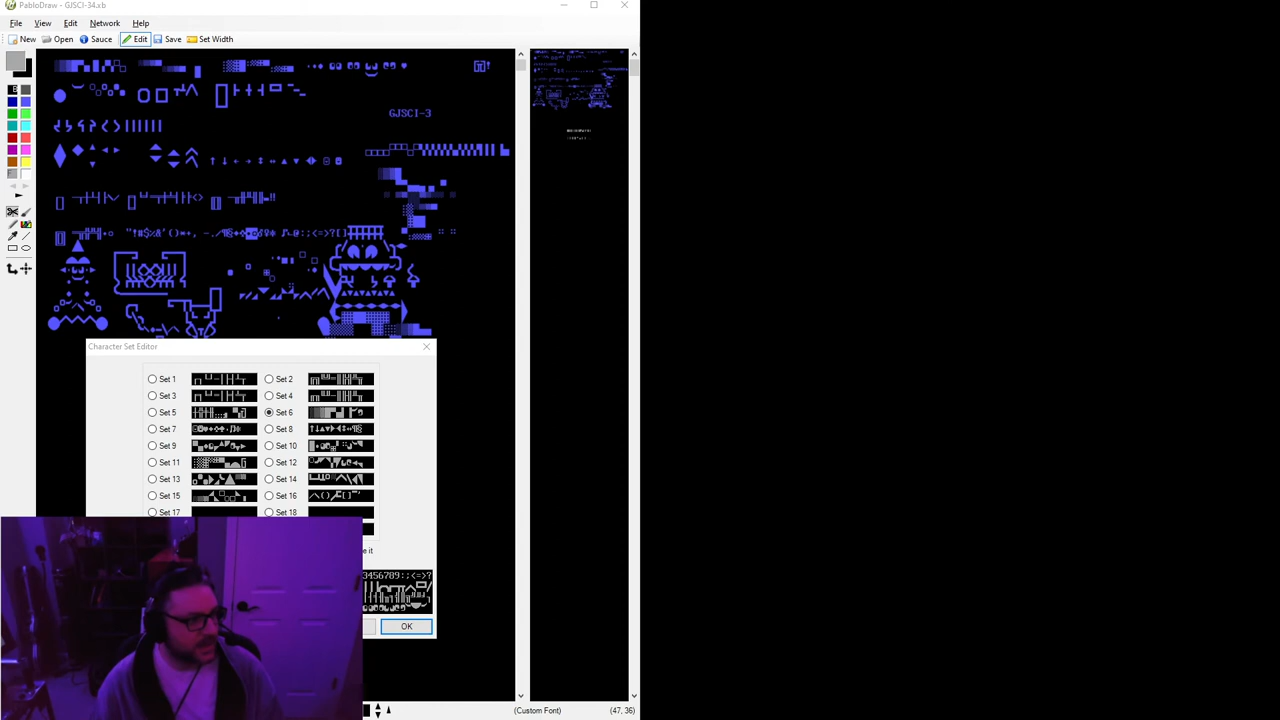 PabloDraw - GJSCI-34.xb
File View Edit Network Help
New Open Sauce Edit Save Set Width
GJSCI-3
Character Set Editor
Set 1 Set 2
Set 3 Set 4
Set 5 Set 6
Set 7 Set 8
Set 9 Set 10
Set 11 Set 12
Set 13 Set 14
Set 15 Set 16
Set 17 Set 18
e it
3456789:;<=>?
OK
(Custom Font) (47, 36)